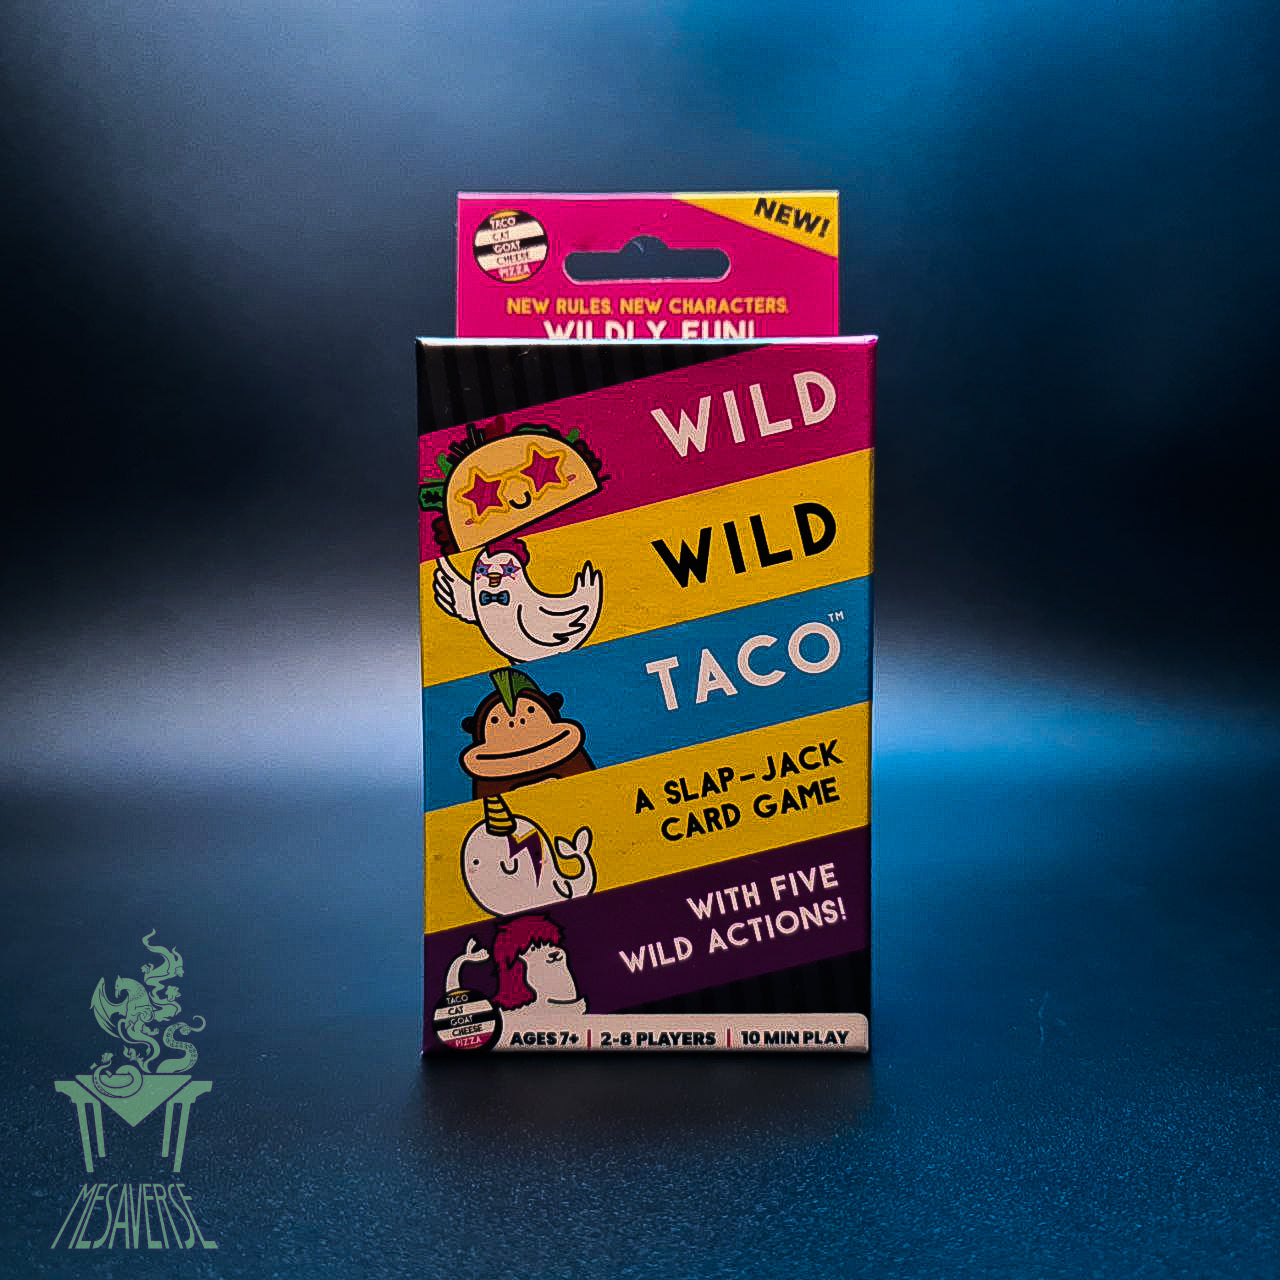 TACO
CAT
GOAT
CHEESE
PIZZA
NEW!
NEW RULES, NEW CHARACTERS.
WILDLY FUN!
WILD
WILD
TACO™
A SLAP-JACK
CARD GAME
WITH FIVE
WILD ACTIONS!
TACO
CAT
GOAT
CHEESE
PIZZA
AGES 7+ | 2-8 PLAYERS | 10 MIN PLAY
MESAVERSE